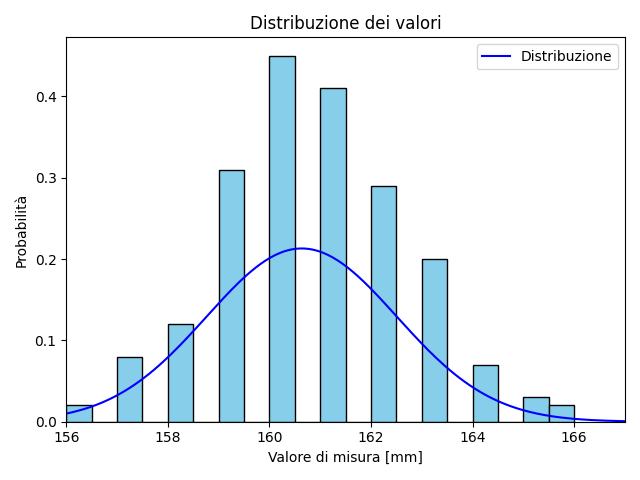 Distribuzione dei valori
Distribuzione
Probabilità
0.4
0.3
0.2
0.1
0.0
156 158 160 162 164 166
Valore di misura [mm]